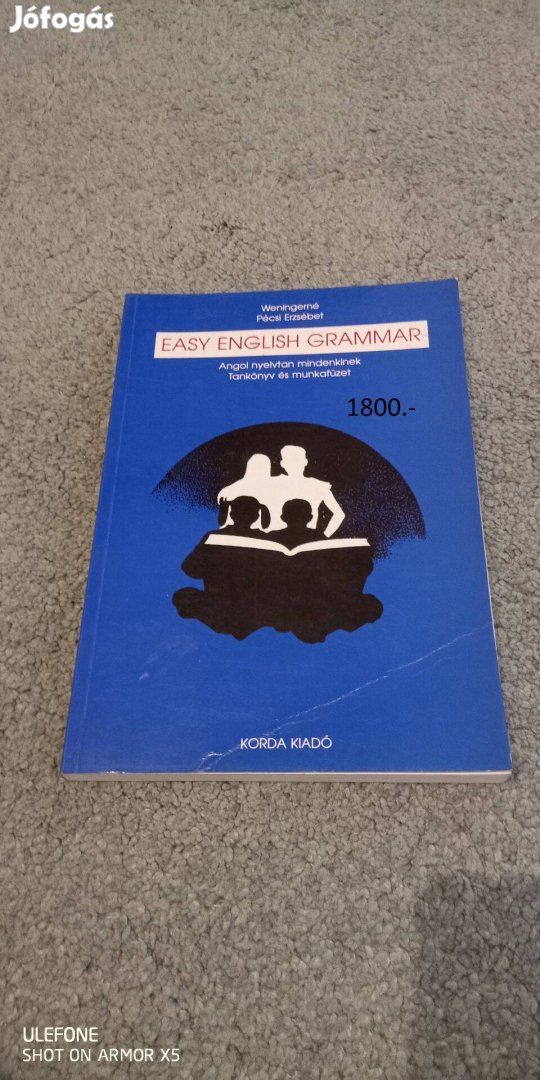 Jófogás
Weningerné
Pécsi Erzsébet
EASY ENGLISH GRAMMAR
Angol nyelvtan mindenkinek
Tankönyv és munkafüzet
1800.-
KORDA KIADÓ
ULEFONE
SHOT ON ARMOR X5